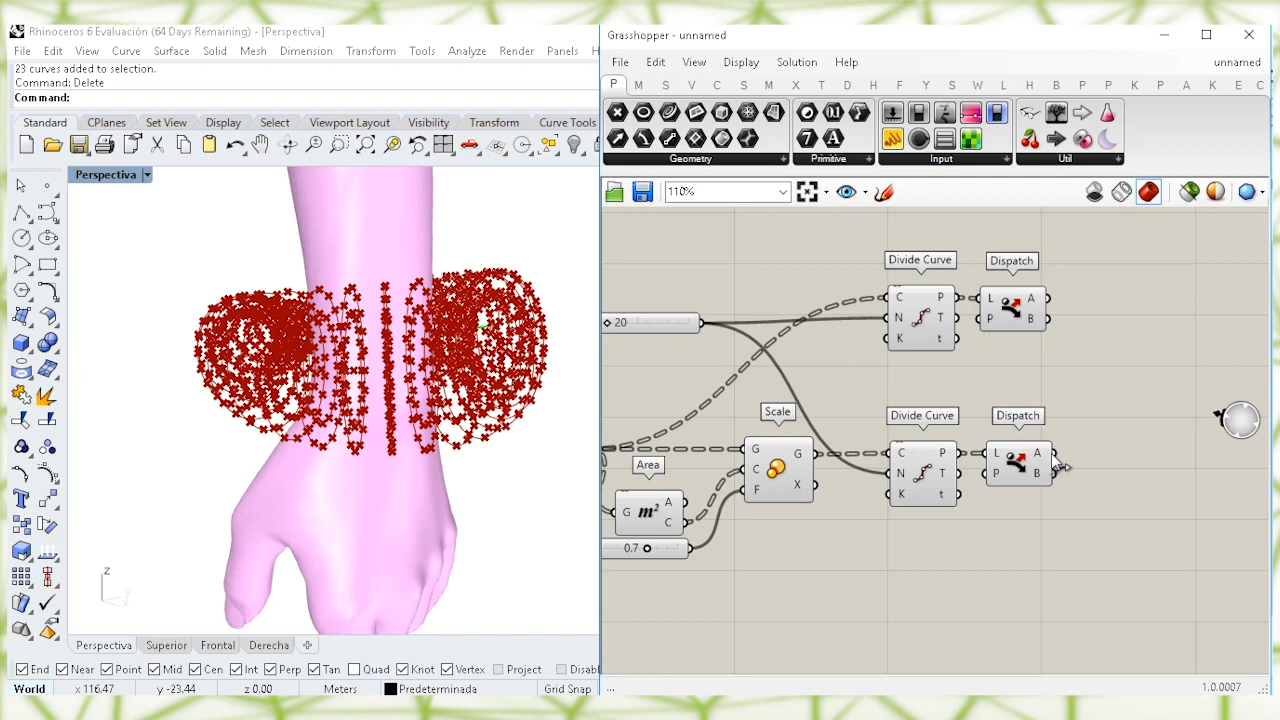 Rhinoceros 6 Evaluación (64 Days Remaining) - [Perspectiva]
File Edit View Curve Surface Solid Mesh Dimension Transform Tools Analyze Render Panels
23 curves added to selection.
Command: Delete
Command:
Standard CPlanes Set View Display Viewport Layout Visibility Transform Curve Tools
Perspectiva
z
Perspectiva Superior Frontal Derecha
End Near Point Mid Cen Int Perp Tan Quad Knot Vertex Project
World x 116.47 y -23.44 z 0.00 Meters Predeterminada Grid Snap
Grasshopper - unnamed
File Edit View Display Solution Help unnamed
P M S V C S M I X T D H F Y S W L H B P P K P A K E C
Geometry Primitive Input Util
110%
Divide Curve Dispatch
20
C P
N T
K t
L A
P B
Scale
Divide Curve Dispatch
G G
C X
F
C P
N T
K t
L A
P B
Area
G m² A
C
0.7
... 1.0.0007